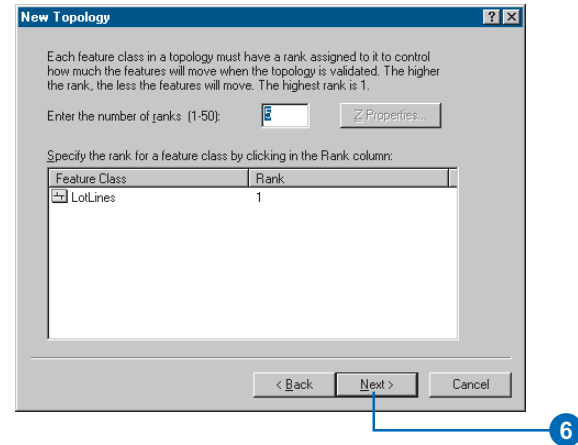 New Topology
Each feature class in a topology must have a rank assigned to it to control
how much the features will move when the topology is validated. The higher
the rank, the less the features will move. The highest rank is 1.
Enter the number of ranks (1-50): 5 Z Properties...
Specify the rank for a feature class by clicking in the Rank column:
Feature Class Rank
LotLines 1
< Back Next > Cancel
6